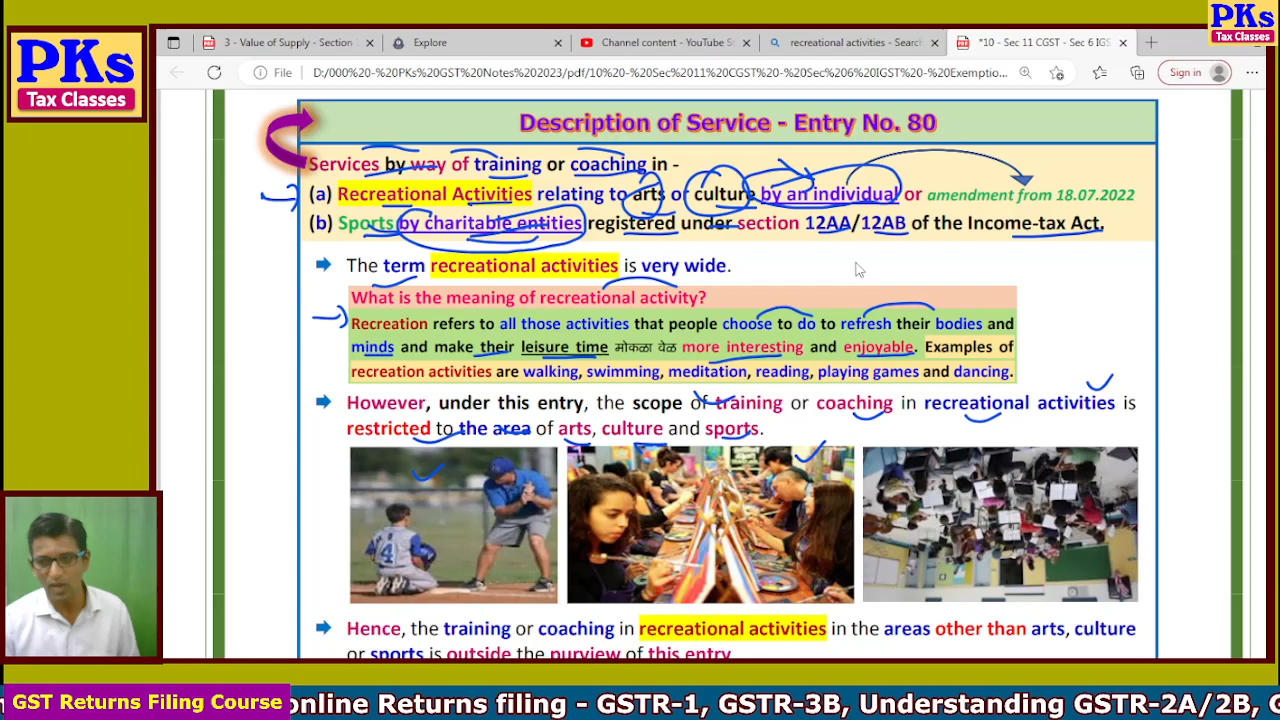 PKs
Tax Classes
3 - Value of Supply - Section
Explore
Channel content - YouTube S
recreational activities - Search
*10 - Sec 11 CGST - Sec 6 IGS
PKs
Tax Classes
File
D:/000%20-%20PKs%20GST%20Notes%202023/pdf/10%20-%20Sec%2011%20CGST%20-%20Sec%206%20IGST%20-%20Exemptio...
Sign in
Description of Service - Entry No. 80
Services by way of training or coaching in -
(a) Recreational Activities relating to arts or culture by an individual or amendment from 18.07.2022
(b) Sports by charitable entities registered under section 12AA/12AB of the Income-tax Act.
The term recreational activities is very wide.
What is the meaning of recreational activity?
Recreation refers to all those activities that people choose to do to refresh their bodies and
minds and make their leisure time मोकळा वेळ more interesting and enjoyable. Examples of
recreation activities are walking, swimming, meditation, reading, playing games and dancing.
However, under this entry, the scope of training or coaching in recreational activities is
restricted to the area of arts, culture and sports.
4
Hence, the training or coaching in recreational activities in the areas other than arts, culture
or sports is outside the purview of this entry.
GST Returns Filing Course
online Returns filing - GSTR-1, GSTR-3B, Understanding GSTR-2A/2B,